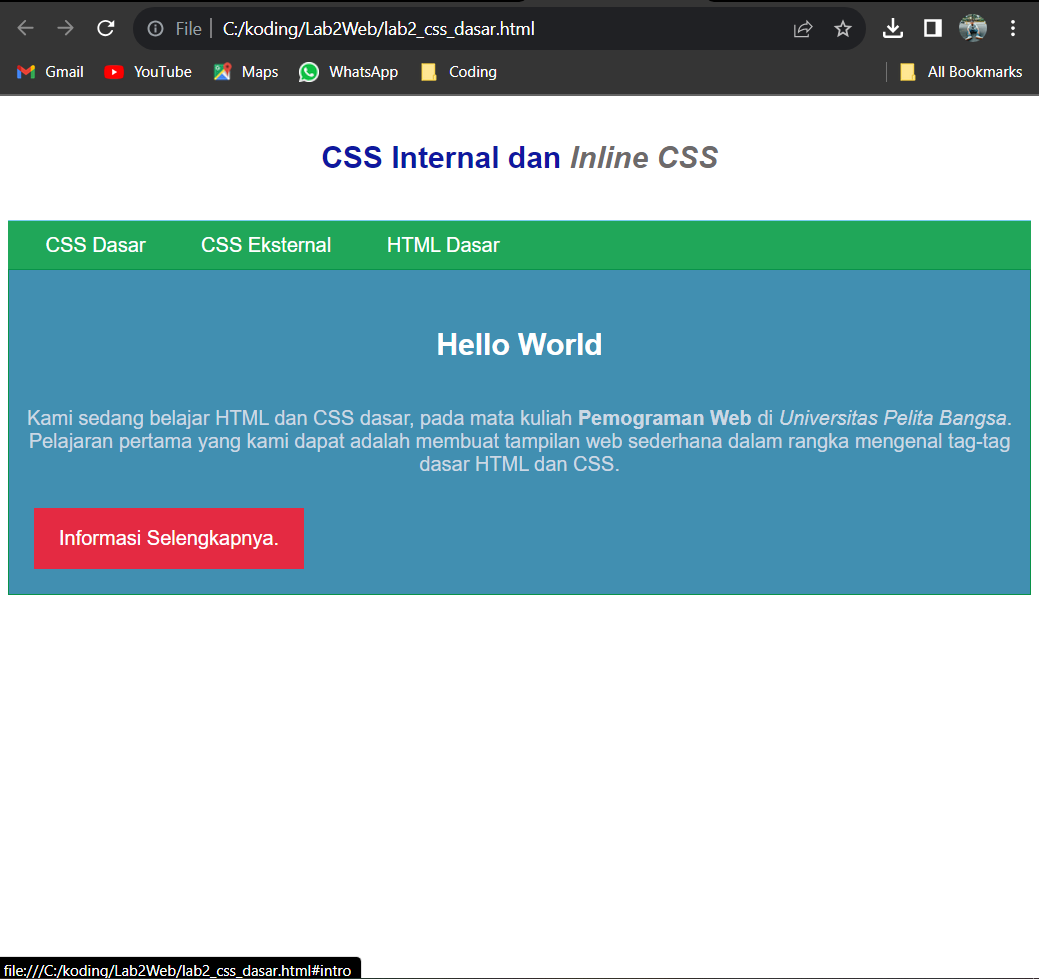 File C:/koding/Lab2Web/lab2_css_dasar.html
Gmail YouTube Maps WhatsApp Coding All Bookmarks
CSS Internal dan Inline CSS
CSS Dasar CSS Eksternal HTML Dasar
Hello World
Kami sedang belajar HTML dan CSS dasar, pada mata kuliah Pemograman Web di Universitas Pelita Bangsa.
Pelajaran pertama yang kami dapat adalah membuat tampilan web sederhana dalam rangka mengenal tag-tag
dasar HTML dan CSS.
Informasi Selengkapnya.
file:///C:/koding/Lab2Web/lab2_css_dasar.html#intro